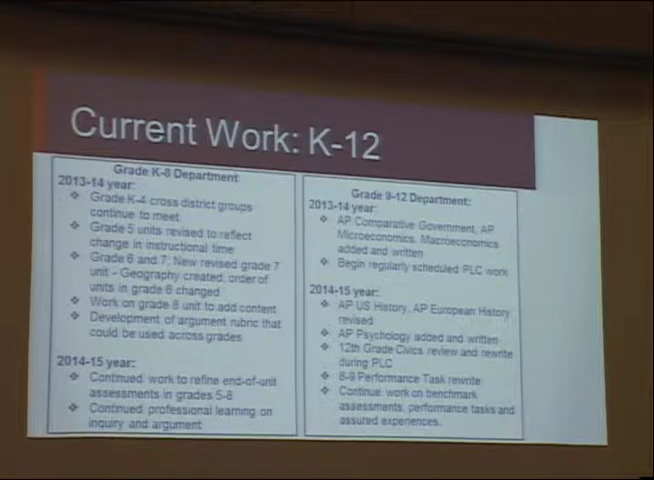 Current Work: K-12
Grade K-8 Department:
2013-14 year:
❖ Grade K-4 cross district groups
continue to meet
❖ Grade 5 units revised to reflect
change in instructional time
❖ Grade 6 and 7; New revised grade 7
unit – Geography created, order of
units in grade 6 changed
❖ Work on grade 8 unit to add content
❖ Development of argument rubric that
could be used across grades
2014-15 year:
❖ Continued work to refine end-of-unit
assessments in grades 5-8
❖ Continued professional learning on
inquiry and argument
Grade 9-12 Department:
2013-14 year:
❖ AP Comparative Government, AP
Microeconomics, Macroeconomics
added and written
❖ Begin regularly scheduled PLC work
2014-15 year:
❖ AP US History, AP European History
revised
❖ AP Psychology added and written
❖ 12th Grade Civics review and rewrite
during PLC
❖ 8-9 Performance Task rewrite
❖ Continue work on benchmark
assessments, performance tasks and
assured experiences.